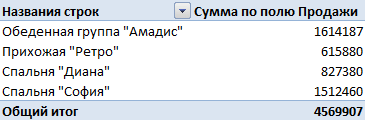 Названия строк Сумма по полю Продажи
Обеденная группа "Амадис" 1614187
Прихожая "Ретро" 615880
Спальня "Диана" 827380
Спальня "София" 1512460
Общий итог 4569907